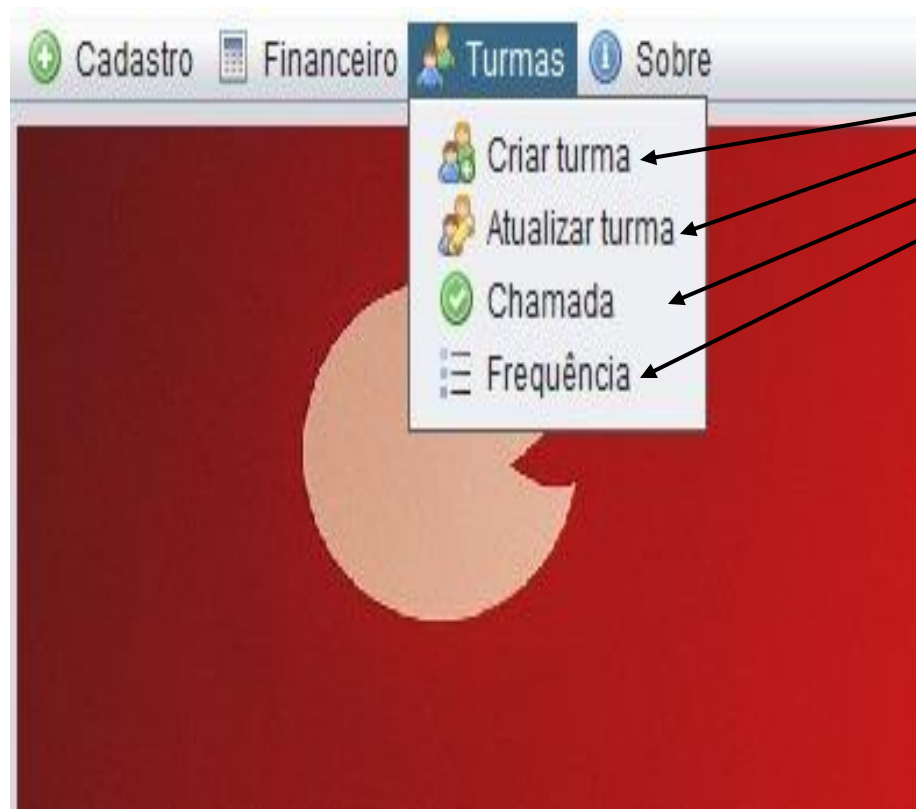 Cadastro Financeiro Turmas Sobre
Criar turma
Atualizar turma
Chamada
Frequência